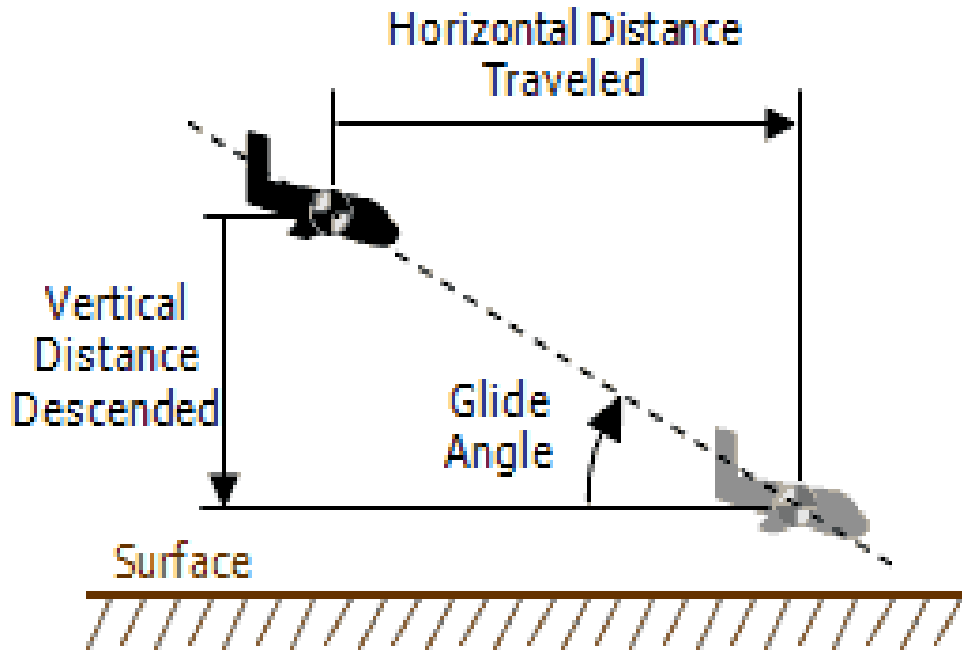 Horizontal Distance
Traveled
Vertical
Distance
Descended
Glide
Angle
Surface